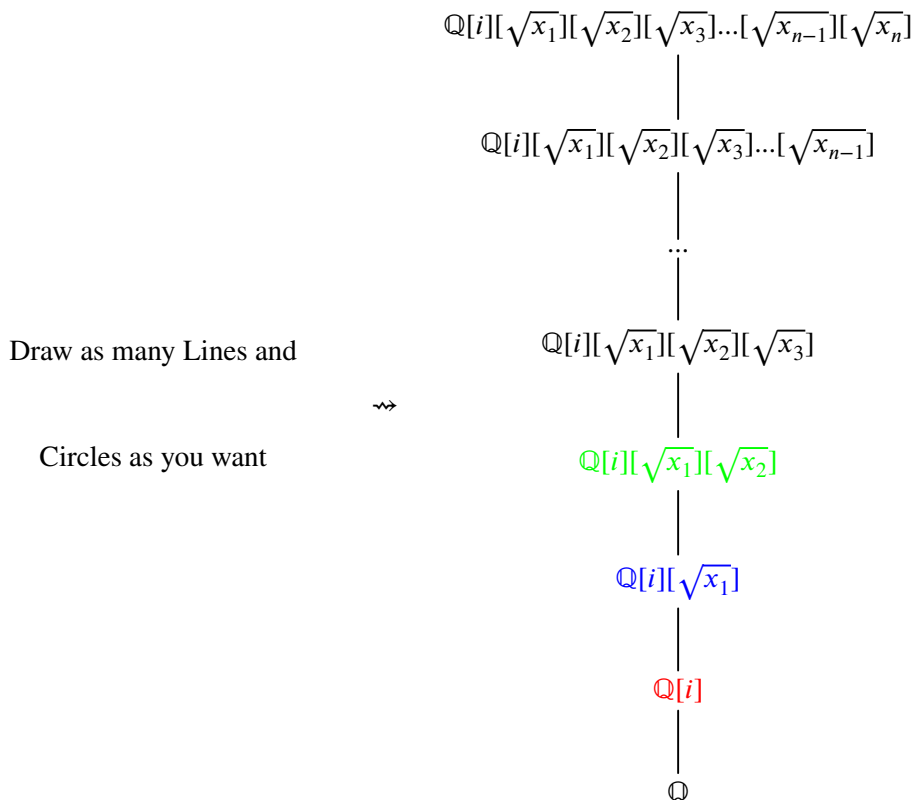 ℚ[i][√x₁][√x₂][√x₃]...[√xₙ₋₁][√xₙ]
ℚ[i][√x₁][√x₂][√x₃]...[√xₙ₋₁]
...
Draw as many Lines and
ℚ[i][√x₁][√x₂][√x₃]
⇝
Circles as you want
ℚ[i][√x₁][√x₂]
ℚ[i][√x₁]
ℚ[i]
ℚ